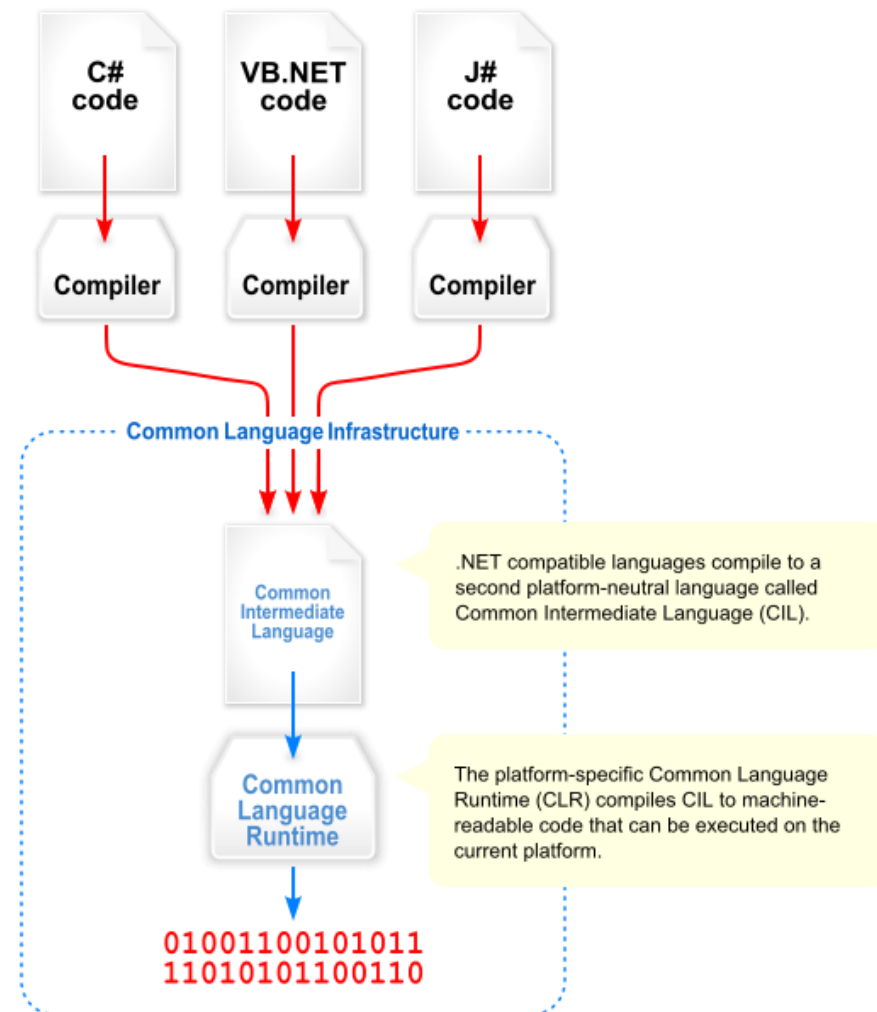 C#
code
VB.NET
code
J#
code
Compiler
Compiler
Compiler
Common Language Infrastructure
Common
Intermediate
Language
.NET compatible languages compile to a
second platform-neutral language called
Common Intermediate Language (CIL).
Common
Language
Runtime
The platform-specific Common Language
Runtime (CLR) compiles CIL to machine-
readable code that can be executed on the
current platform.
01001100101011
11010101100110